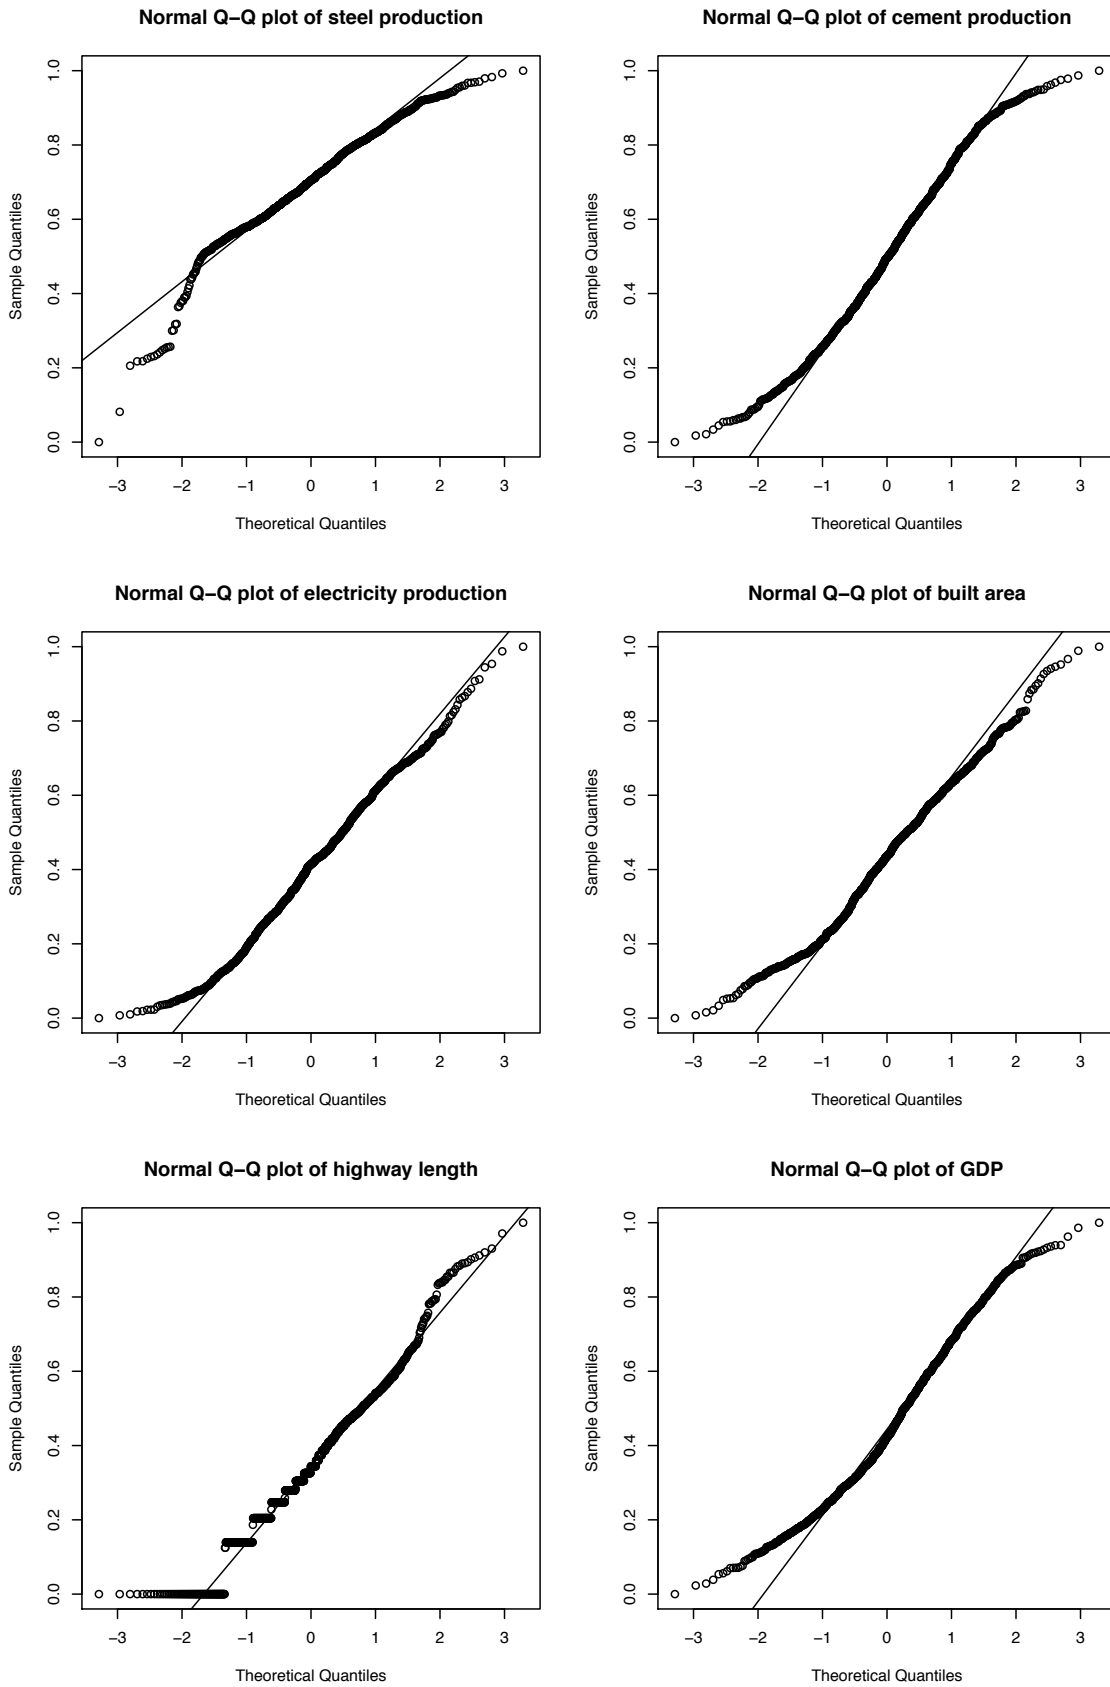 Normal Q−Q plot of steel production
Sample Quantiles
1.0
0.8
0.6
0.4
0.2
0.0
−3 −2 −1 0 1 2 3
Theoretical Quantiles
Normal Q−Q plot of cement production
Sample Quantiles
1.0
0.8
0.6
0.4
0.2
0.0
−3 −2 −1 0 1 2 3
Theoretical Quantiles
Normal Q−Q plot of electricity production
Sample Quantiles
1.0
0.8
0.6
0.4
0.2
0.0
−3 −2 −1 0 1 2 3
Theoretical Quantiles
Normal Q−Q plot of built area
Sample Quantiles
1.0
0.8
0.6
0.4
0.2
0.0
−3 −2 −1 0 1 2 3
Theoretical Quantiles
Normal Q−Q plot of highway length
Sample Quantiles
1.0
0.8
0.6
0.4
0.2
0.0
−3 −2 −1 0 1 2 3
Theoretical Quantiles
Normal Q−Q plot of GDP
Sample Quantiles
1.0
0.8
0.6
0.4
0.2
0.0
−3 −2 −1 0 1 2 3
Theoretical Quantiles